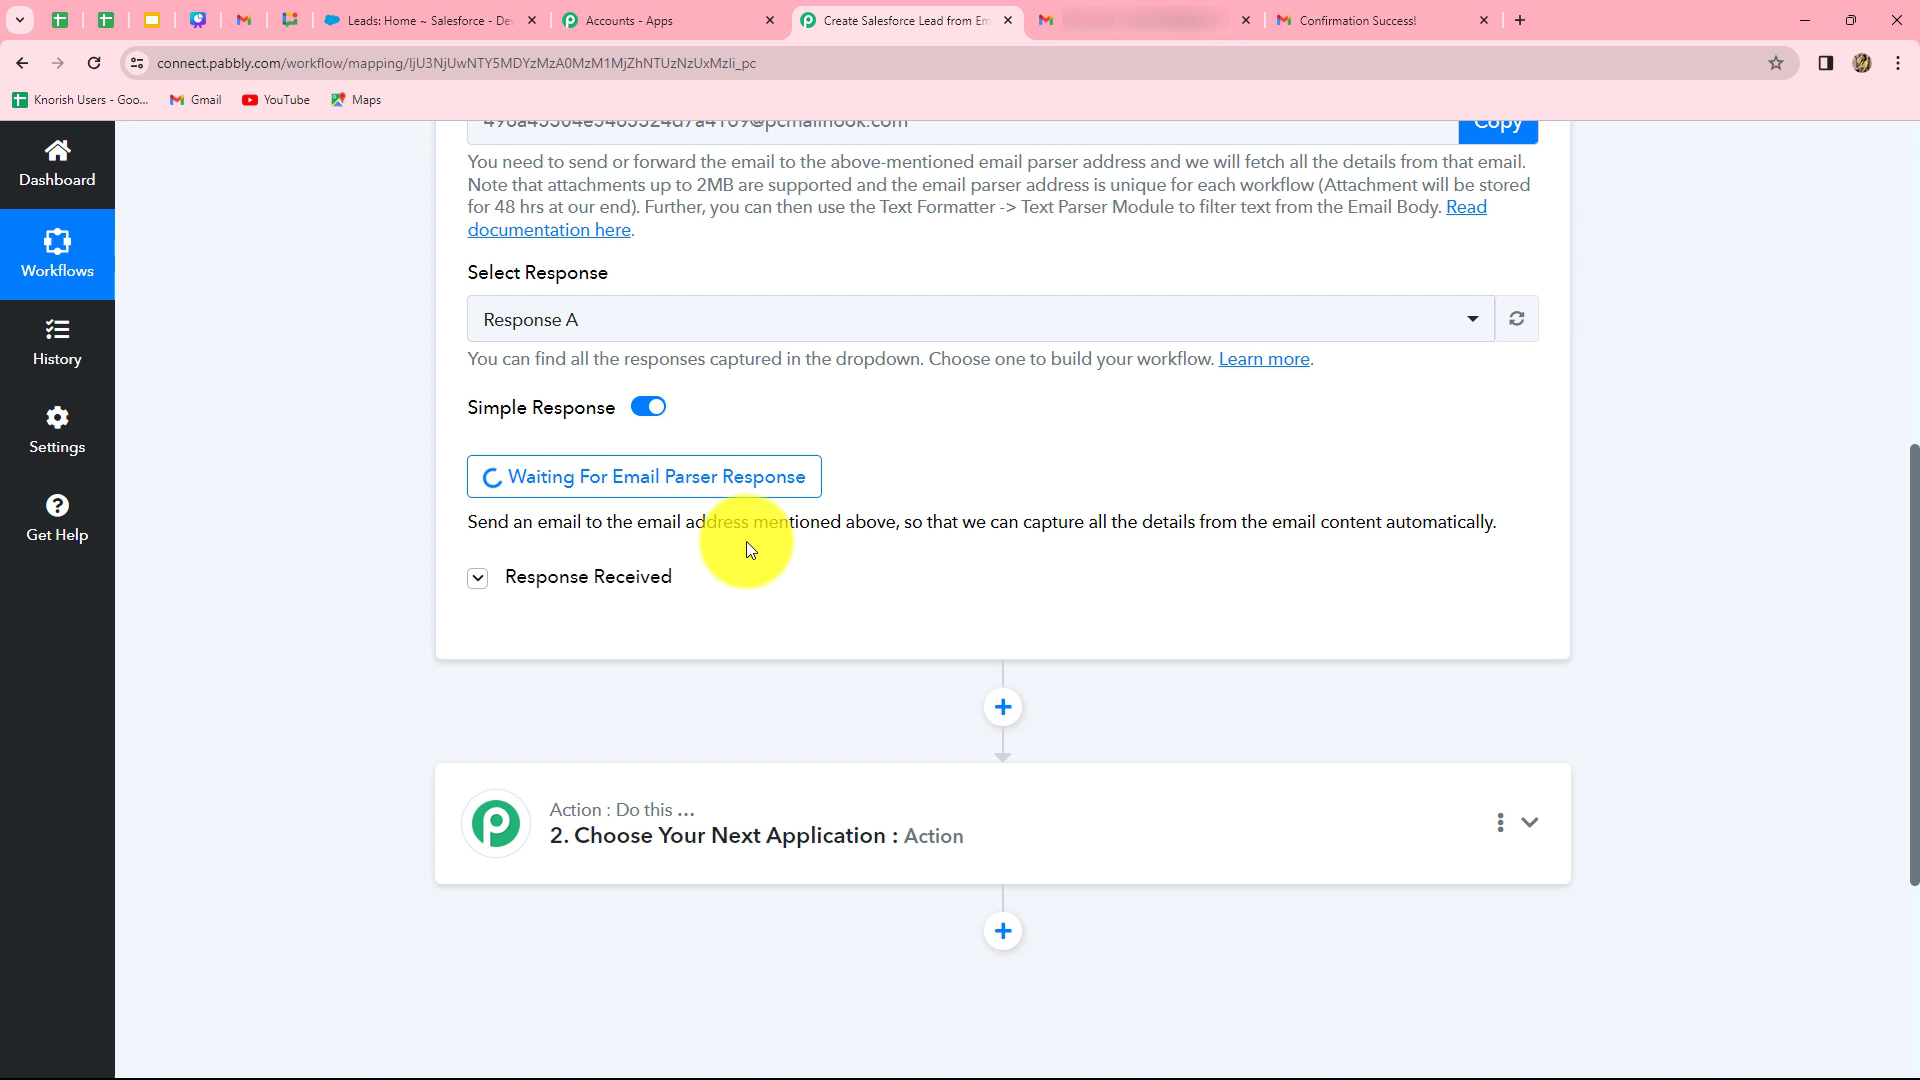 Leads: Home ~ Salesforce - De
Accounts - Apps
Create Salesforce Lead from Em
Confirmation Success!
connect.pabbly.com/workflow/mapping/IjU3NjUwNTY5MDYzMzA0MzM1MjZhNTUzNzUxMzIi_pc
Knorish Users - Goo...
Gmail
YouTube
Maps
Dashboard
Workflows
History
Settings
Get Help
Copy
You need to send or forward the email to the above-mentioned email parser address and we will fetch all the details from that email.
Note that attachments up to 2MB are supported and the email parser address is unique for each workflow (Attachment will be stored
for 48 hrs at our end). Further, you can then use the Text Formatter -> Text Parser Module to filter text from the Email Body. Read
documentation here.
Select Response
Response A
You can find all the responses captured in the dropdown. Choose one to build your workflow. Learn more.
Simple Response
Waiting For Email Parser Response
Send an email to the email address mentioned above, so that we can capture all the details from the email content automatically.
Response Received
Action : Do this ...
2. Choose Your Next Application : Action